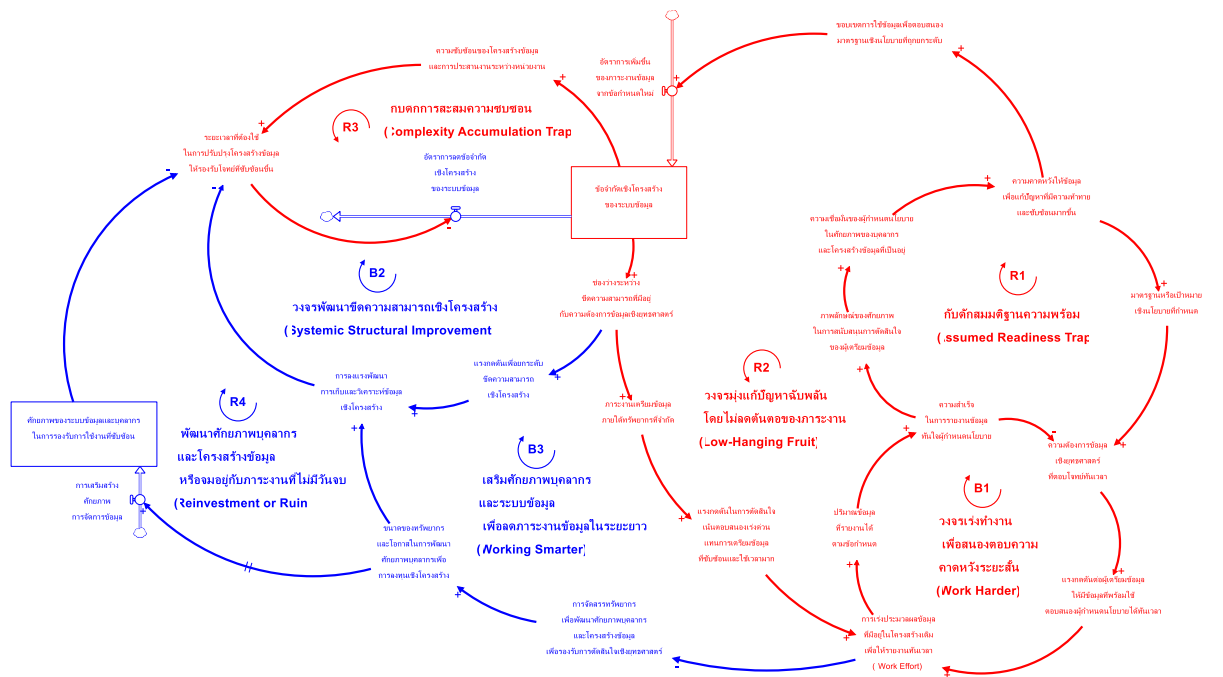 ขอบเขตการใช้ข้อมูลเพื่อตอบสนอง
มาตรฐานเชิงนโยบายที่ถูกยกระดับ
ความซับซ้อนของโครงสร้างข้อมูล
และการประสานงานระหว่างหน่วยงาน
อัตราการเพิ่มขึ้น
ของภาระงานข้อมูล
จากข้อกำหนดใหม่
R3
กับดักการสะสมความซับซ้อน
(Complexity Accumulation Trap
ระยะเวลาที่ต้องใช้
ในการปรับปรุงโครงสร้างข้อมูล
ให้รองรับโจทย์ที่ซับซ้อนขึ้น
อัตราการลดข้อจำกัด
เชิงโครงสร้าง
ของระบบข้อมูล
ข้อจำกัดเชิงโครงสร้าง
ของระบบข้อมูล
ความคาดหวังให้ข้อมูล
เพื่อแก้ปัญหาที่มีความท้าทาย
และซับซ้อนมากขึ้น
ความเชื่อมั่นของผู้กำหนดนโยบาย
ในศักยภาพของบุคลากร
และโครงสร้างข้อมูลที่เป็นอยู่
B2
วงจรพัฒนาขีดความสามารถเชิงโครงสร้าง
(Systemic Structural Improvement
ช่องว่างระหว่าง
ขีดความสามารถที่มีอยู่
กับความต้องการข้อมูลเชิงยุทธศาสตร์
R1
กับดักสมมติฐานความพร้อม
(Assumed Readiness Trap
มาตรฐานหรือเป้าหมาย
เชิงนโยบายที่กำหนด
ภาพลักษณ์ของศักยภาพ
ในการสนับสนุนการตัดสินใจ
ของผู้เตรียมข้อมูล
แรงกดดันเพื่อยกระดับ
ขีดความสามารถ
เชิงโครงสร้าง
การลงแรงพัฒนา
การเก็บและวิเคราะห์ข้อมูล
เชิงโครงสร้าง
R2
วงจรมุ่งแก้ปัญหาฉับพลัน
โดยไม่ลดต้นตอของภาระงาน
(Low-Hanging Fruit)
ภาระงานเตรียมข้อมูล
ภายใต้ทรัพยากรที่จำกัด
ความสำเร็จ
ในการรายงานข้อมูล
ทันใจผู้กำหนดนโยบาย
ศักยภาพของระบบข้อมูลและบุคลากร
ในการรองรับการใช้งานที่ซับซ้อน
R4
พัฒนาศักยภาพบุคลากร
และโครงสร้างข้อมูล
หรือจมอยู่กับภาระงานที่ไม่มีวันจบ
(Reinvestment or Ruin
ความต้องการข้อมูล
เชิงยุทธศาสตร์
ที่ตอบโจทย์ทันเวลา
B3
เสริมศักยภาพบุคลากร
และระบบข้อมูล
เพื่อลดภาระงานข้อมูลในระยะยาว
(Working Smarter)
การเสริมสร้าง
ศักยภาพ
การจัดการข้อมูล
B1
วงจรเร่งทำงาน
เพื่อสนองตอบความ
คาดหวังระยะสั้น
(Work Harder)
แรงกดดันในการตัดสินใจ
เน้นตอบสนองเร่งด่วน
แทนการเตรียมข้อมูล
ที่ซับซ้อนและใช้เวลามาก
ปริมาณข้อมูล
ที่รายงานได้
ตามข้อกำหนด
ขนาดของทรัพยากร
และโอกาสในการพัฒนา
ศักยภาพบุคลากรเพื่อ
การลงทุนเชิงโครงสร้าง
แรงกดดันต่อผู้เตรียมข้อมูล
ให้มีข้อมูลที่พร้อมใช้
ตอบสนองผู้กำหนดนโยบายได้ทันเวลา
การจัดสรรทรัพยากร
เพื่อพัฒนาศักยภาพบุคลากร
และโครงสร้างข้อมูล
เพื่อรองรับการตัดสินใจเชิงยุทธศาสตร์
การเร่งประมวลผลข้อมูล
ที่มีอยู่ในโครงสร้างเดิม
เพื่อให้รายงานทันเวลา
( Work Effort)